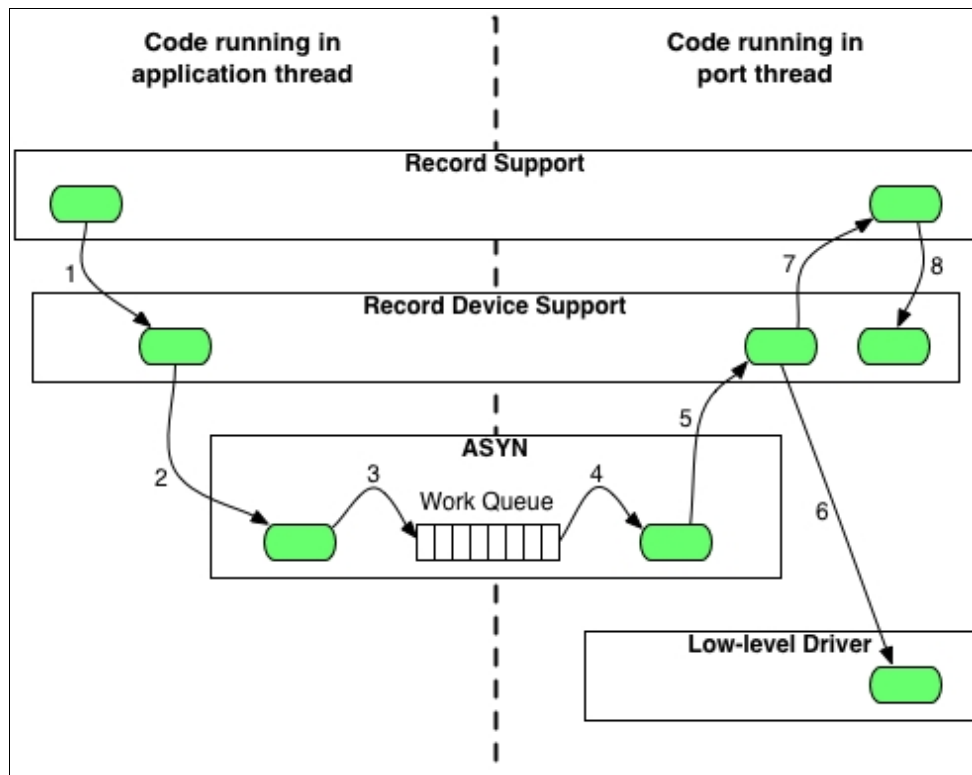 Code running in
application thread
Code running in
port thread
Record Support
1
7
8
Record Device Support
2
5
6
ASYN
3
4
Work Queue
Low-level Driver